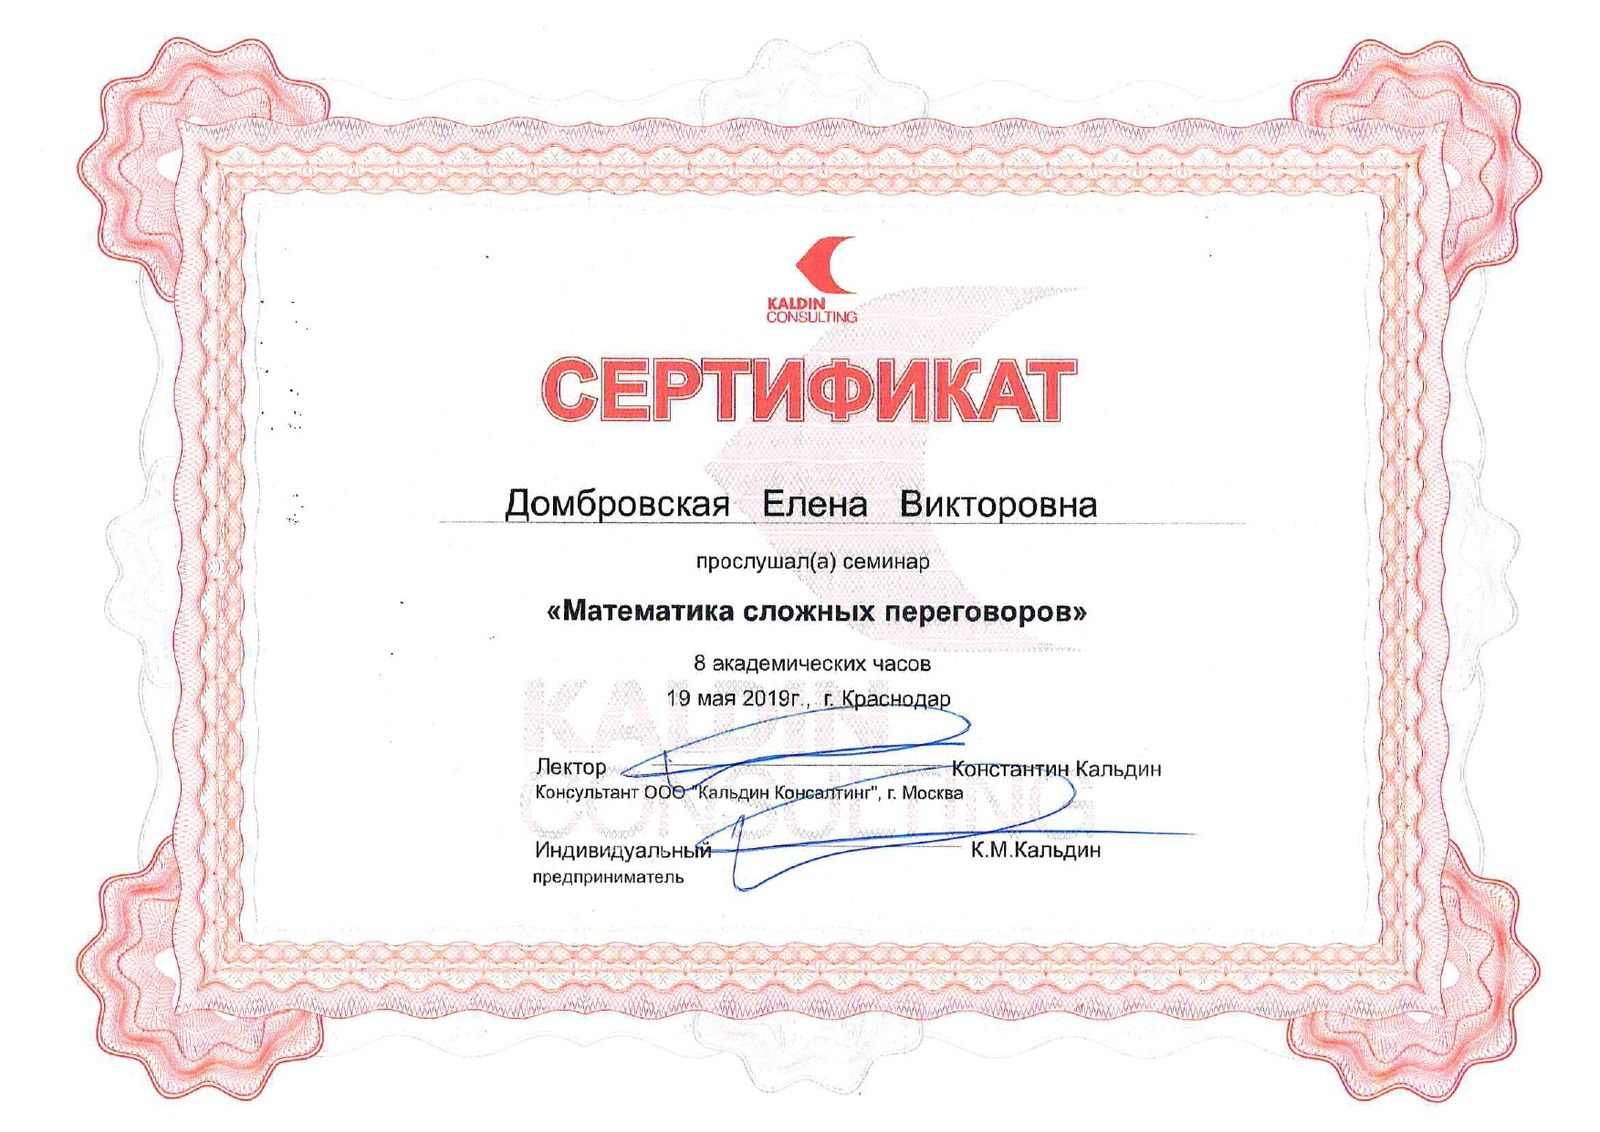 KALDIN
CONSULTING
СЕРТИФИКАТ
Домбровская Елена Викторовна
прослушал(а) семинар
«Математика сложных переговоров»
8 академических часов
19 мая 2019г., г. Краснодар
KALDIN
CONSULTING
Лектор Константин Кальдин
Консультант ООО "Кальдин Консалтинг", г. Москва
Индивидуальный К.М.Кальдин
предприниматель